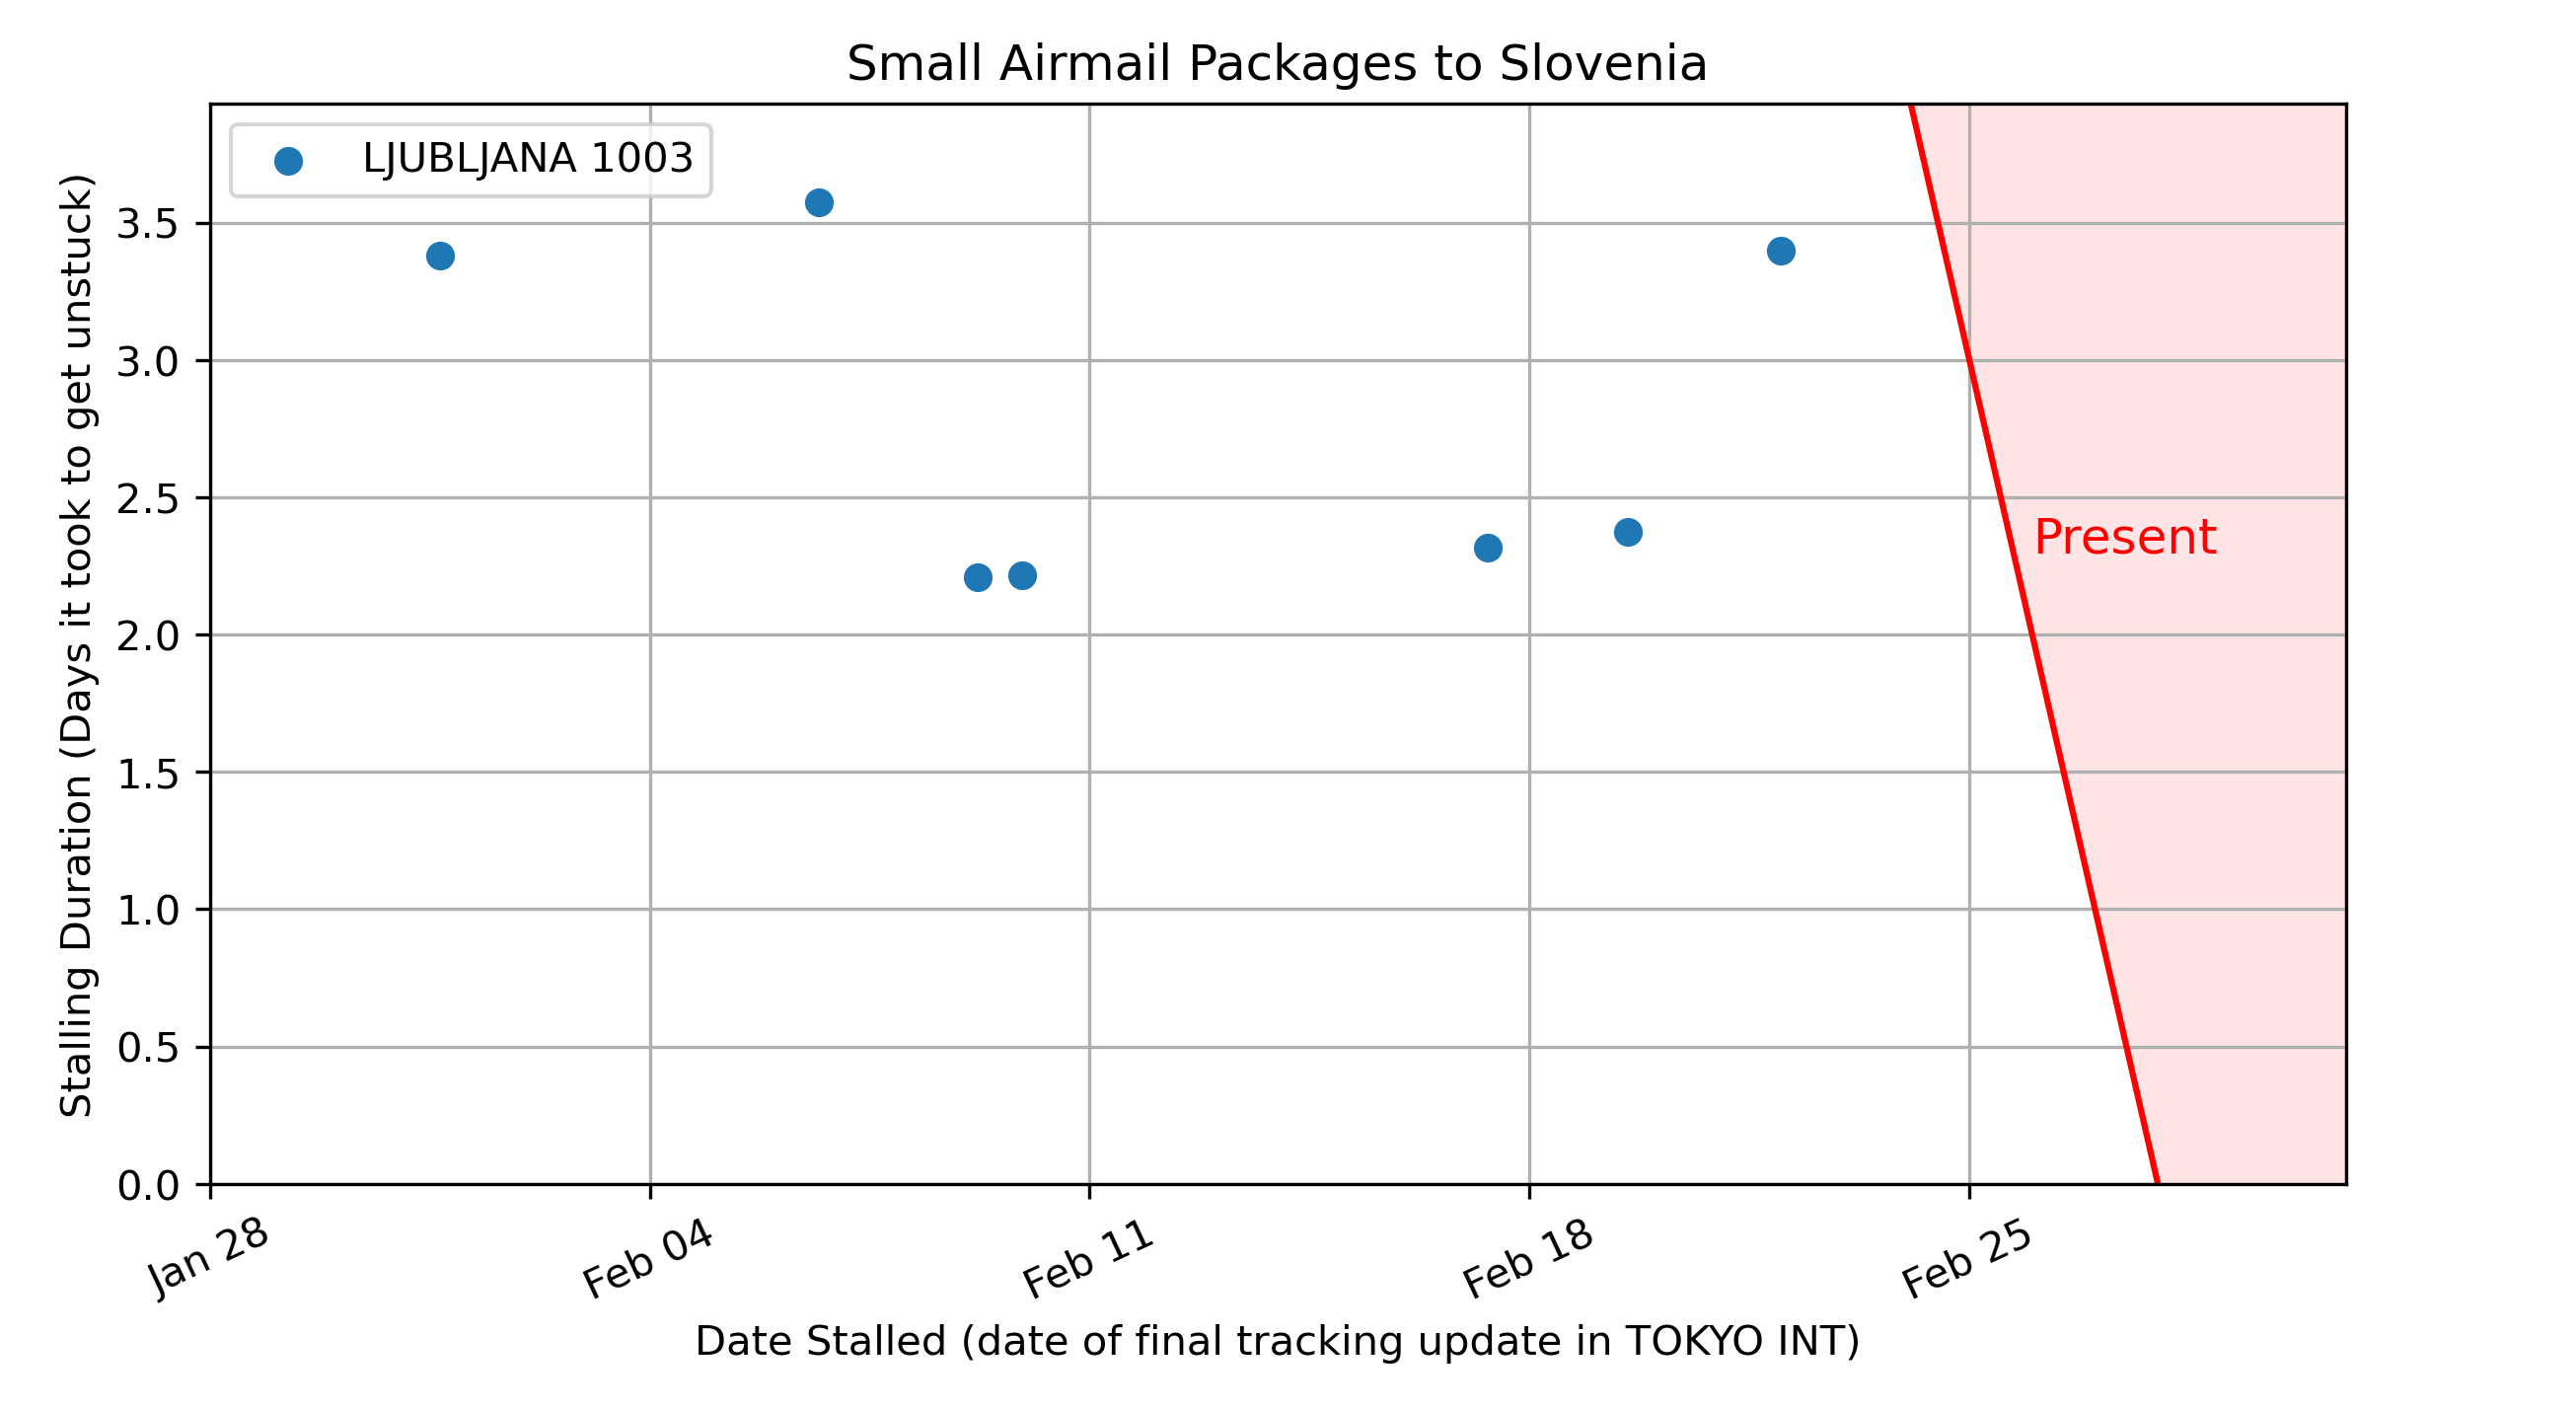 Small Airmail Packages to Slovenia
LJUBLJANA 1003
Stalling Duration (Days it took to get unstuck)
3.5
3.0
2.5
2.0
1.5
1.0
0.5
0.0
Present
Jan 28
Feb 04
Feb 11
Feb 18
Feb 25
Date Stalled (date of final tracking update in TOKYO INT)